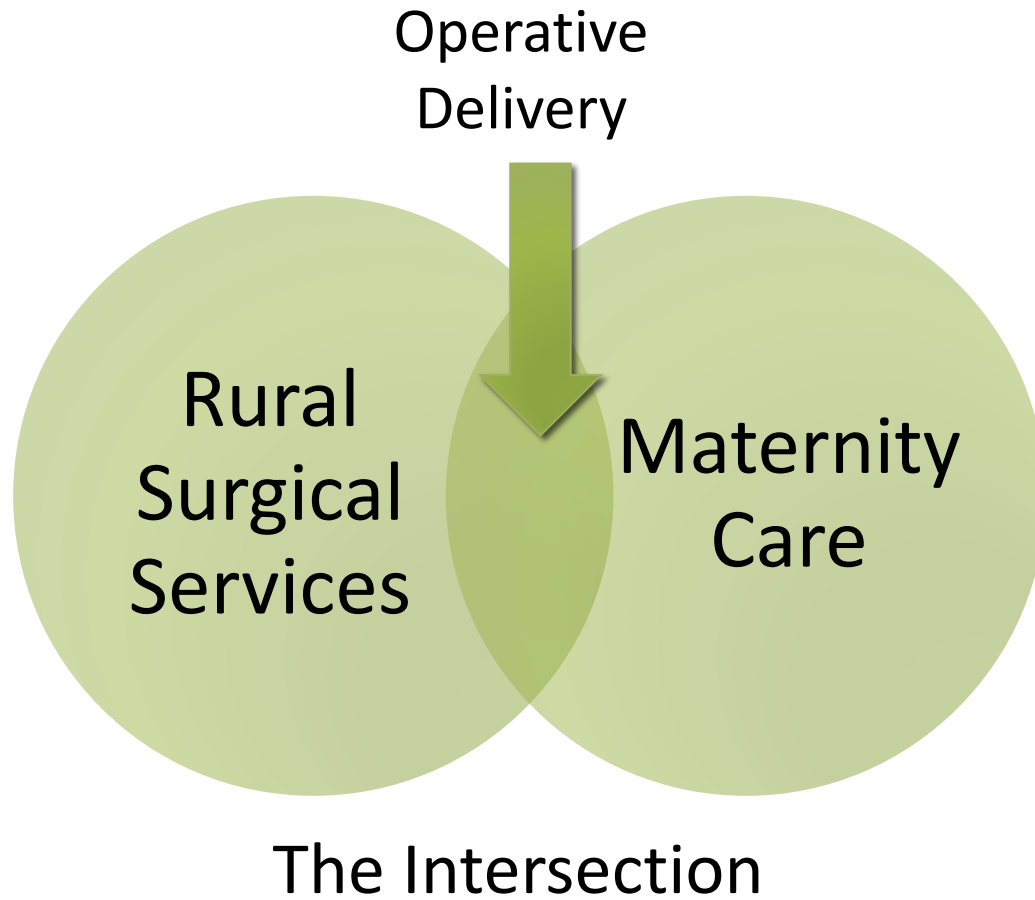 Operative
Delivery
Rural
Surgical
Services
Maternity
Care
The Intersection